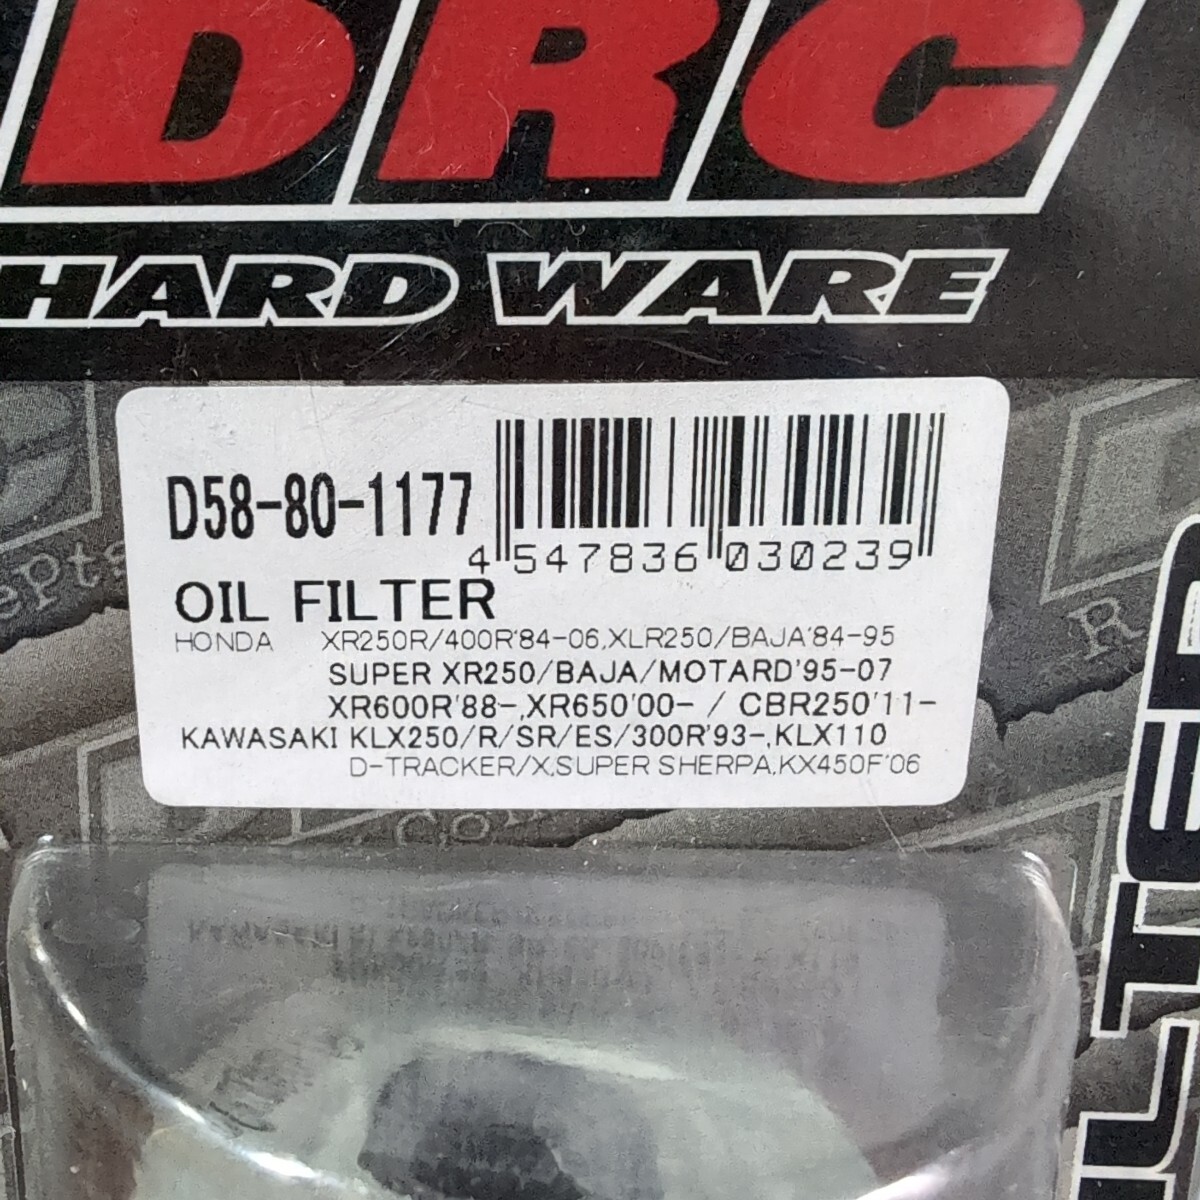 DRC
HARD WARE
D58-80-1177
4 547836 030239
OIL FILTER
HONDA XR250R/400R'84-06,XLR250/BAJA'84-95
SUPER XR250/BAJA/MOTARD'95-07
XR600R'88-,XR650'00- / CBR250'11-
KAWASAKI KLX250/R/SR/ES/300R'93-,KLX110
D-TRACKER/X,SUPER SHERPA,KX450F'06